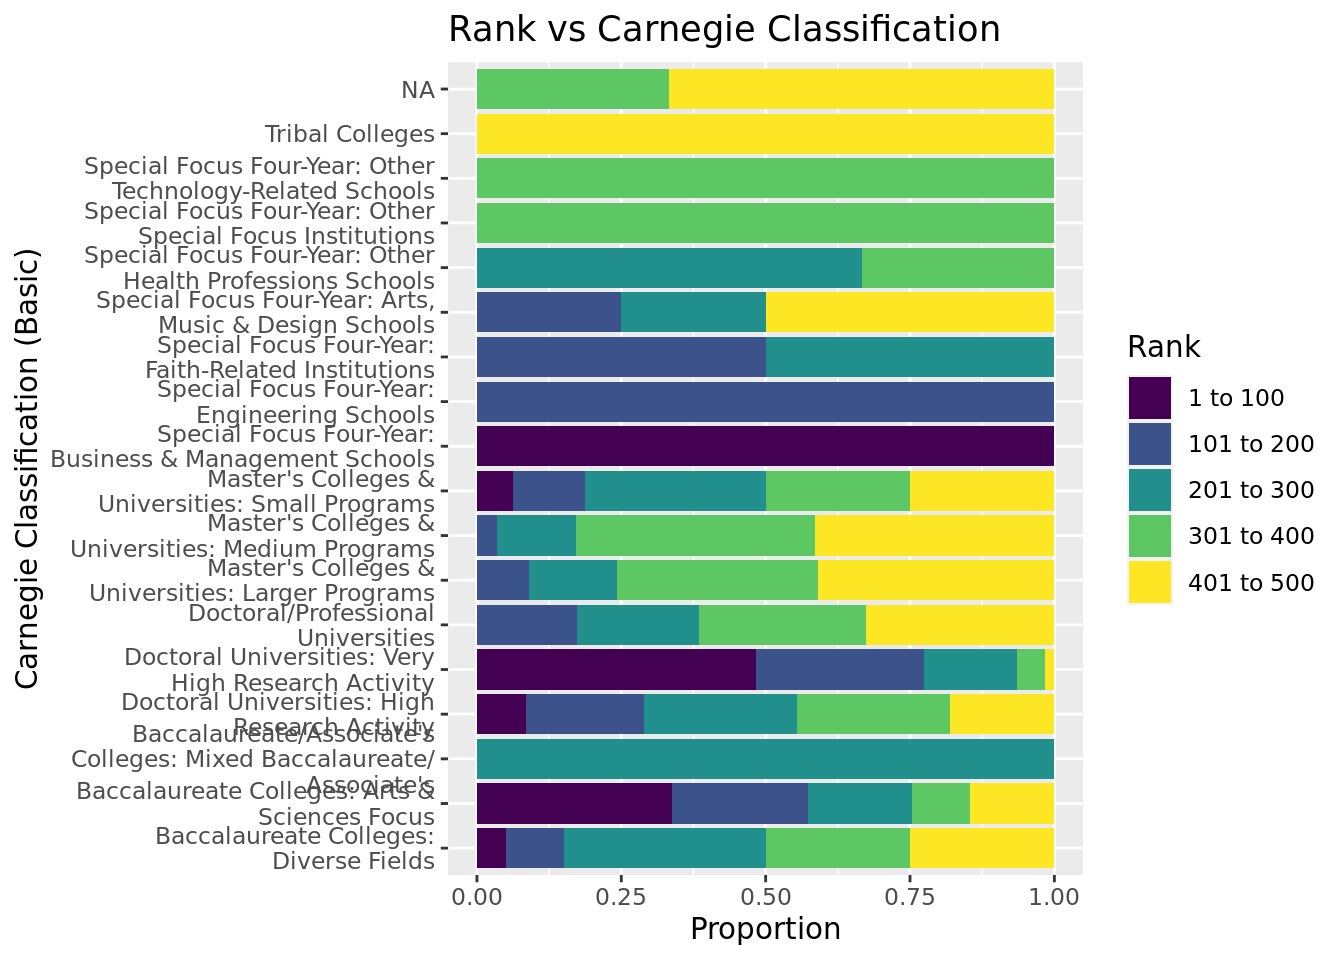 Rank vs Carnegie Classification
Carnegie Classification (Basic)
NA
Tribal Colleges
Special Focus Four-Year: Other
Technology-Related Schools
Special Focus Four-Year: Other
Special Focus Institutions
Special Focus Four-Year: Other
Health Professions Schools
Special Focus Four-Year: Arts,
Music & Design Schools
Special Focus Four-Year:
Faith-Related Institutions
Special Focus Four-Year:
Engineering Schools
Special Focus Four-Year:
Business & Management Schools
Master's Colleges &
Universities: Small Programs
Master's Colleges &
Universities: Medium Programs
Master's Colleges &
Universities: Larger Programs
Doctoral/Professional
Universities
Doctoral Universities: Very
High Research Activity
Doctoral Universities: High
Research Activity
Baccalaureate/Associate's
Colleges: Mixed Baccalaureate/
Associate's
Baccalaureate Colleges: Arts &
Sciences Focus
Baccalaureate Colleges:
Diverse Fields
0.00 0.25 0.50 0.75 1.00
Proportion
Rank
1 to 100
101 to 200
201 to 300
301 to 400
401 to 500